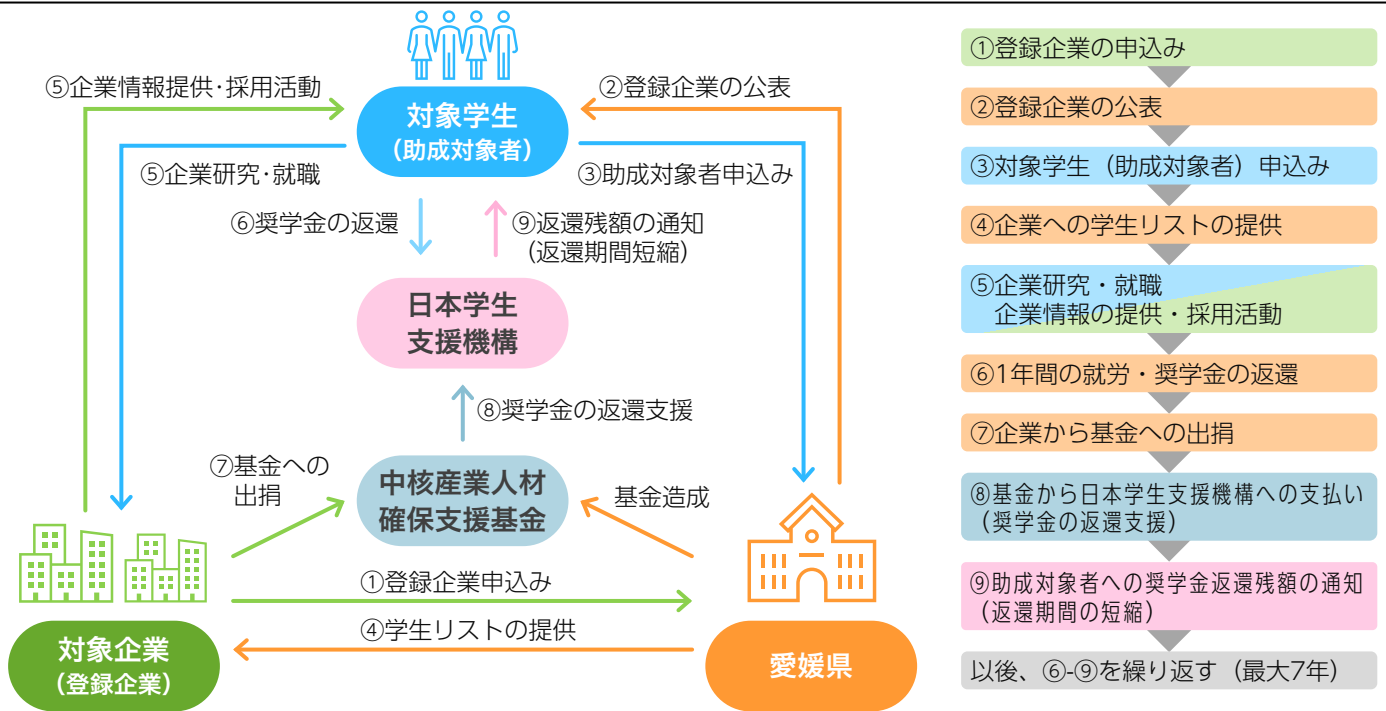 ⑤企業情報提供・採用活動
②登録企業の公表
対象学生
(助成対象者)
⑤企業研究・就職
③助成対象者申込み
⑥奨学金の返還
⑨返還残額の通知
(返還期間短縮)
日本学生
支援機構
⑧奨学金の返還支援
⑦基金への
出捐
中核産業人材
確保支援基金
基金造成
①登録企業申込み
④学生リストの提供
対象企業
(登録企業)
愛媛県
①登録企業の申込み
②登録企業の公表
③対象学生（助成対象者）申込み
④企業への学生リストの提供
⑤企業研究・就職
企業情報の提供・採用活動
⑥1年間の就労・奨学金の返還
⑦企業から基金への出捐
⑧基金から日本学生支援機構への支払い
（奨学金の返還支援）
⑨助成対象者への奨学金返還残額の通知
（返還期間の短縮）
以後、⑥-⑨を繰り返す（最大7年）